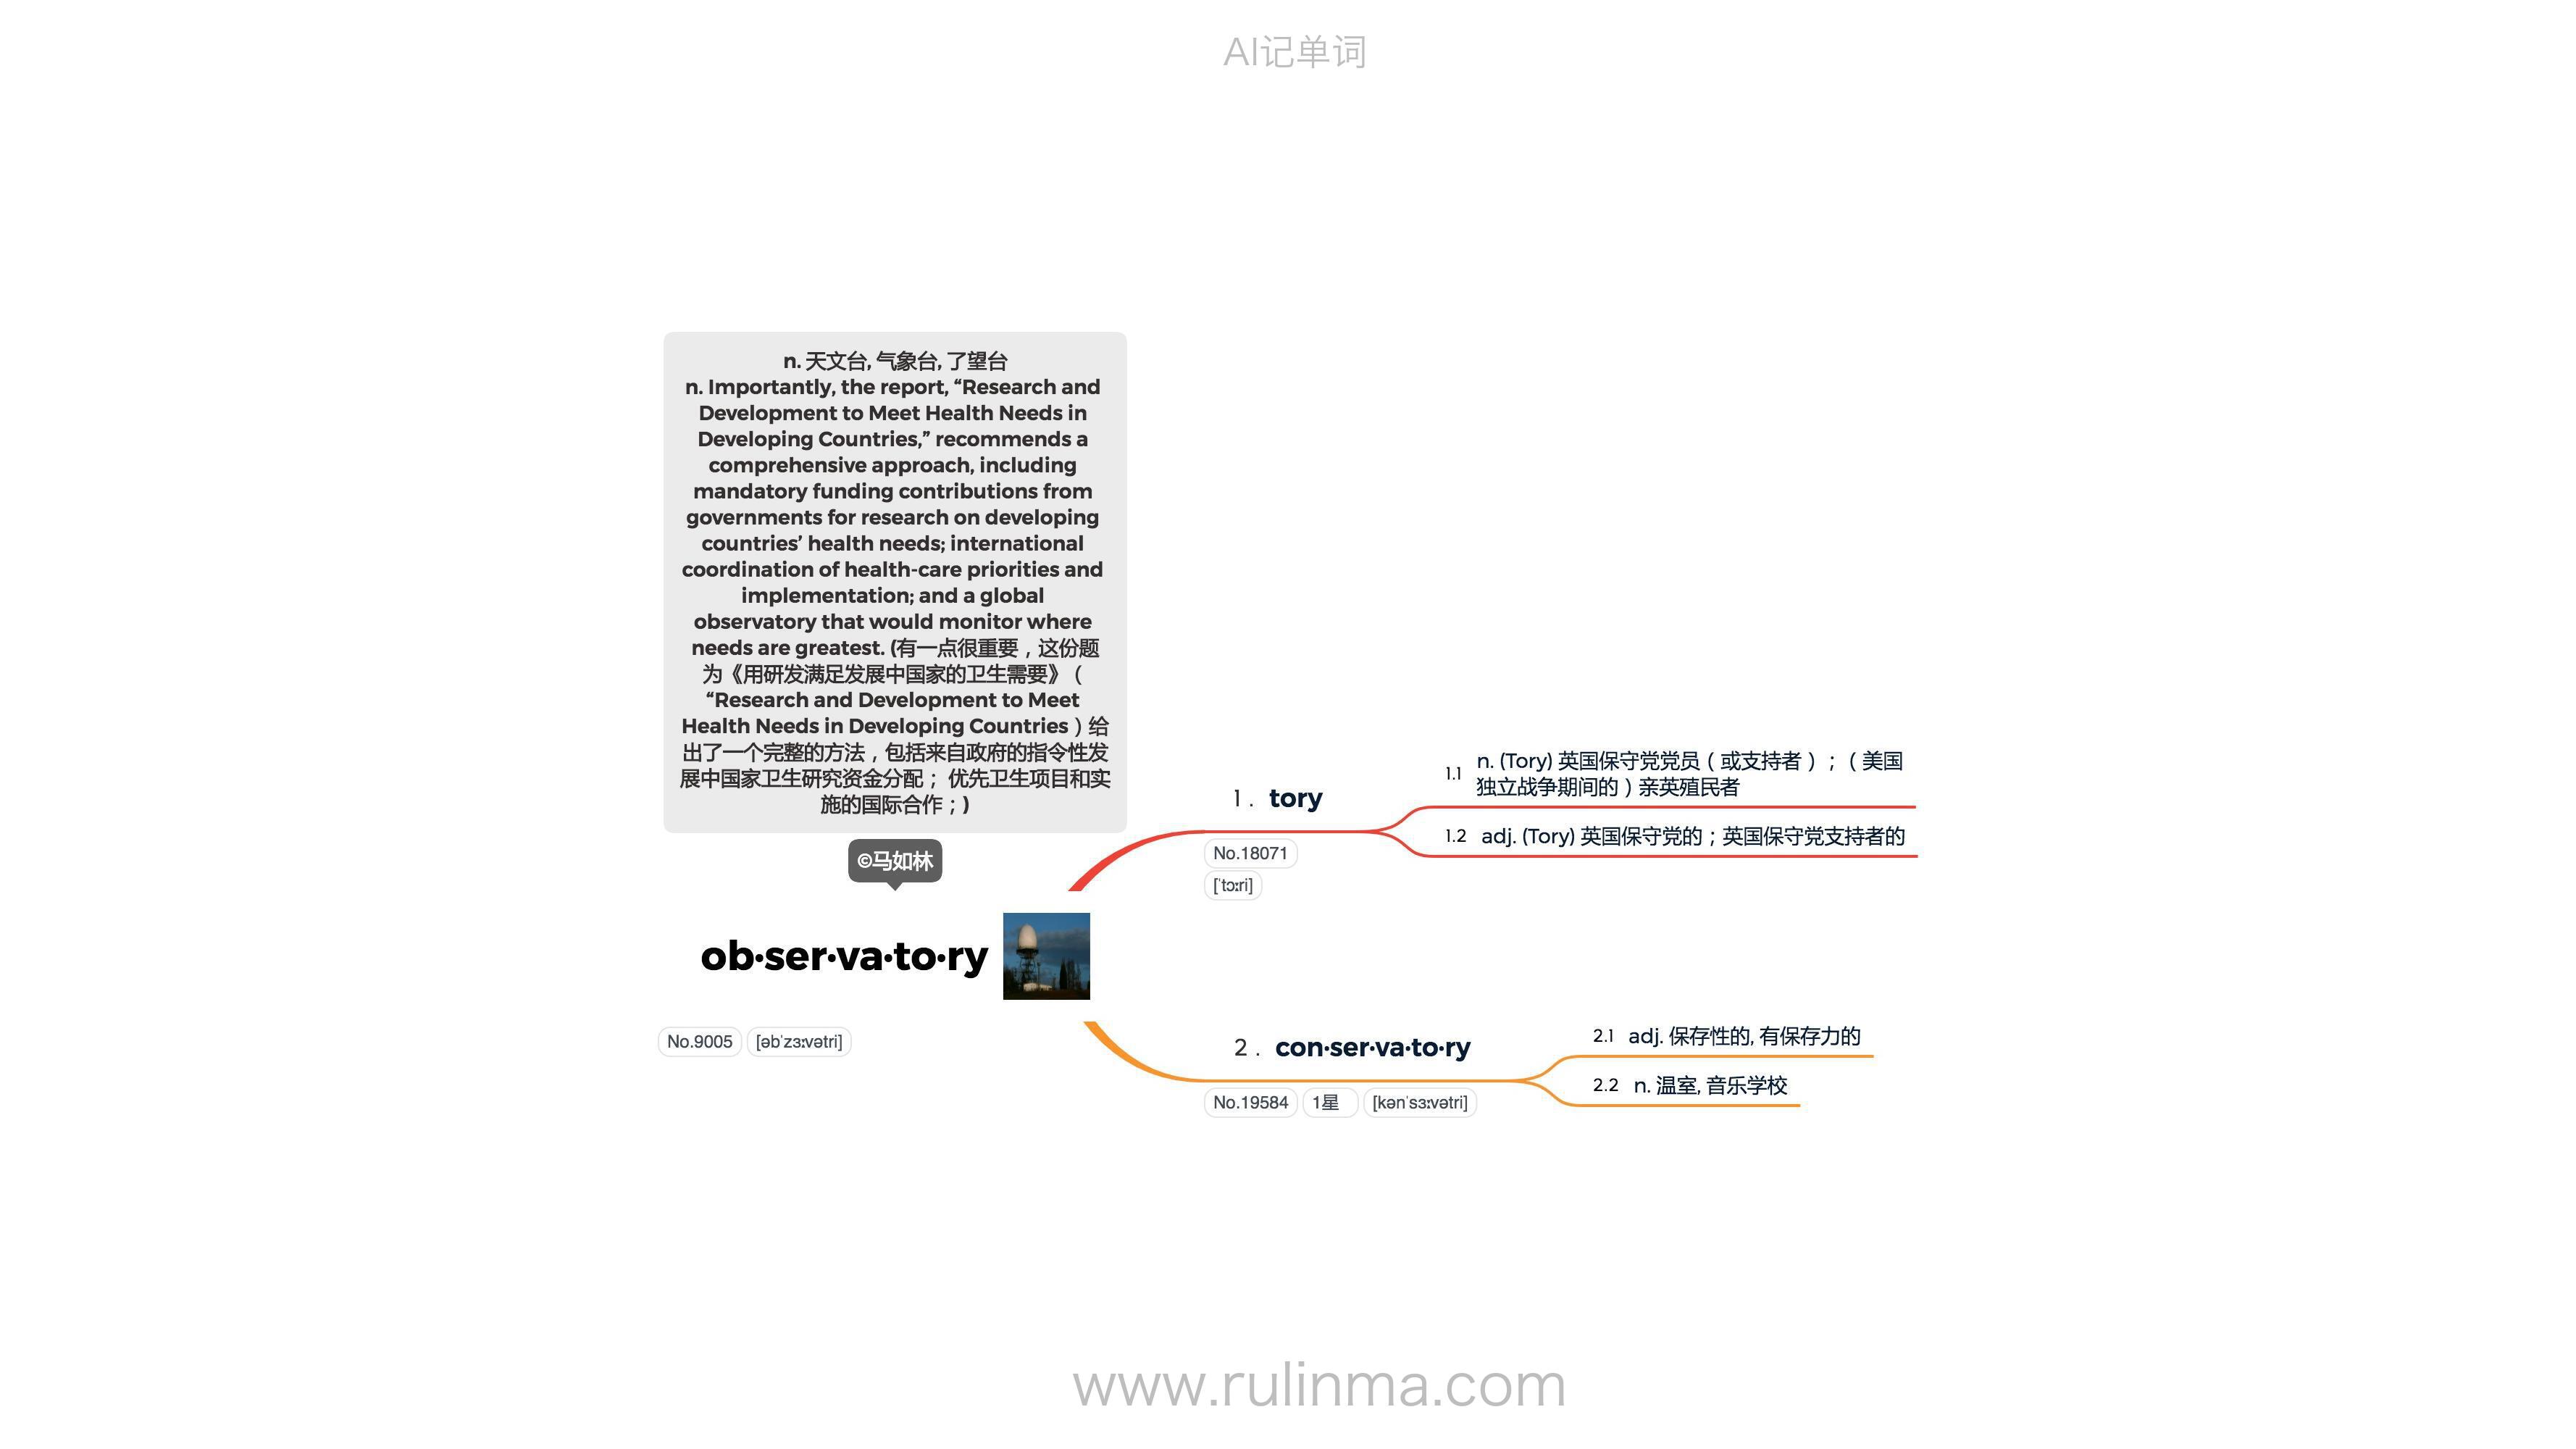 AI记单词
n. 天文台, 气象台, 了望台
n. Importantly, the report, “Research and
Development to Meet Health Needs in
Developing Countries,” recommends a
comprehensive approach, including
mandatory funding contributions from
governments for research on developing
countries’ health needs; international
coordination of health-care priorities and
implementation; and a global
observatory that would monitor where
needs are greatest. (有一点很重要，这份题
为《用研发满足发展中国家的卫生需要》（
“Research and Development to Meet
Health Needs in Developing Countries）给
出了一个完整的方法，包括来自政府的指令性发
展中国家卫生研究资金分配； 优先卫生项目和实
施的国际合作；)
©马如林
ob·ser·va·to·ry
No.9005 [əbˈzɜːvətri]
1. tory
No.18071
[ˈtɔːri]
1.1 n. (Tory) 英国保守党党员（或支持者）；（美国
独立战争期间的）亲英殖民者
1.2 adj. (Tory) 英国保守党的；英国保守党支持者的
2. con·ser·va·to·ry
No.19584 1星 [kənˈsɜːvətri]
2.1 adj. 保存性的, 有保存力的
2.2 n. 温室, 音乐学校
www.rulinma.com